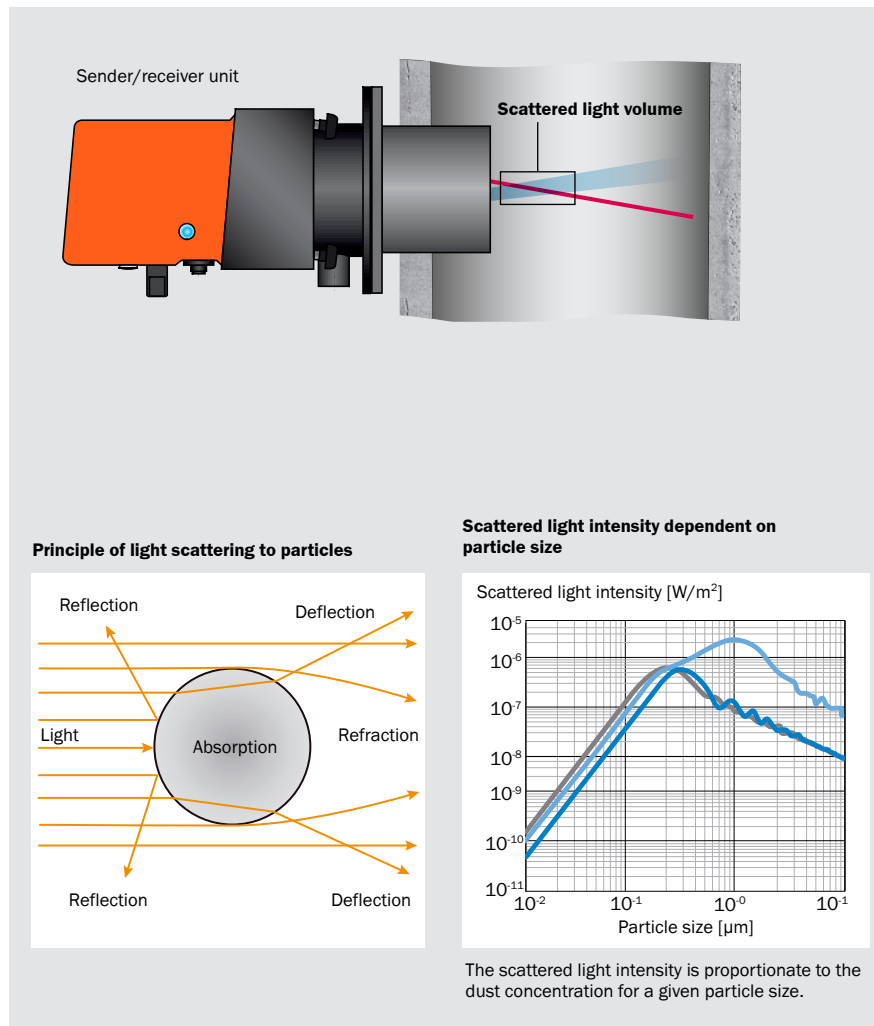 Sender/receiver unit
Scattered light volume
Principle of light scattering to particles
Reflection
Deflection
Light
Absorption
Refraction
Reflection
Deflection
Scattered light intensity dependent on
particle size
Scattered light intensity [W/m²]
10⁻⁵
10⁻⁶
10⁻⁷
10⁻⁸
10⁻⁹
10⁻¹⁰
10⁻¹¹
10⁻² 10⁻¹ 10⁻⁰ 10⁻¹
Particle size [µm]
The scattered light intensity is proportionate to the
dust concentration for a given particle size.